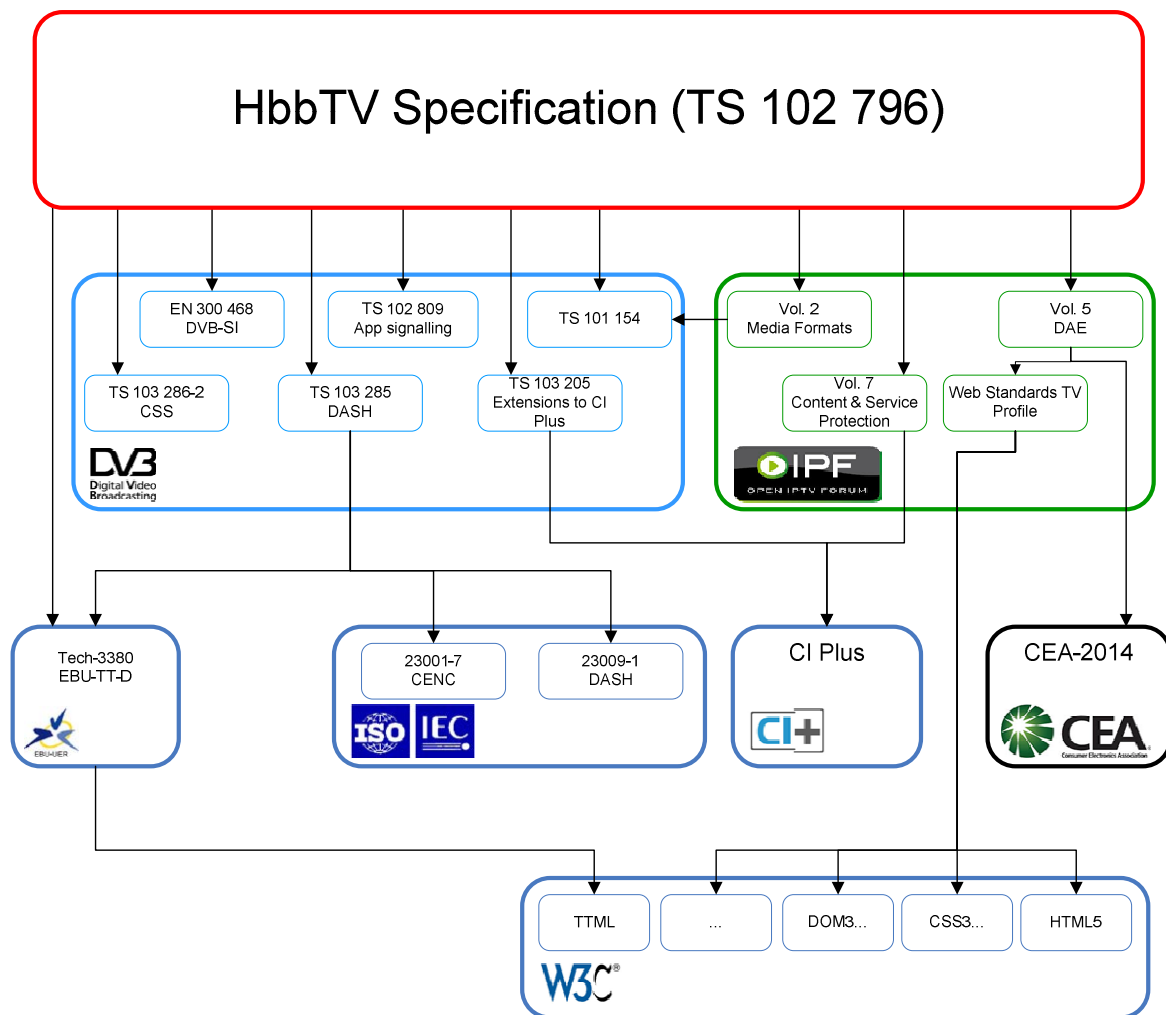 HbbTV Specification (TS 102 796)
EN 300 468
DVB-SI
TS 102 809
App signalling
TS 101 154
Vol. 2
Media Formats
Vol. 5
DAE
TS 103 286-2
CSS
TS 103 285
DASH
TS 103 205
Extensions to CI
Plus
Vol. 7
Content & Service
Protection
Web Standards TV
Profile
DVB
Digital Video
Broadcasting
OIPF
OPEN IPTV FORUM
Tech-3380
EBU-TT-D
EBU·UER
23001-7
CENC
23009-1
DASH
ISO
IEC
CI Plus
CI+
CEA-2014
CEA
Consumer Electronics Association
TTML
...
DOM3...
CSS3...
HTML5
W3C®